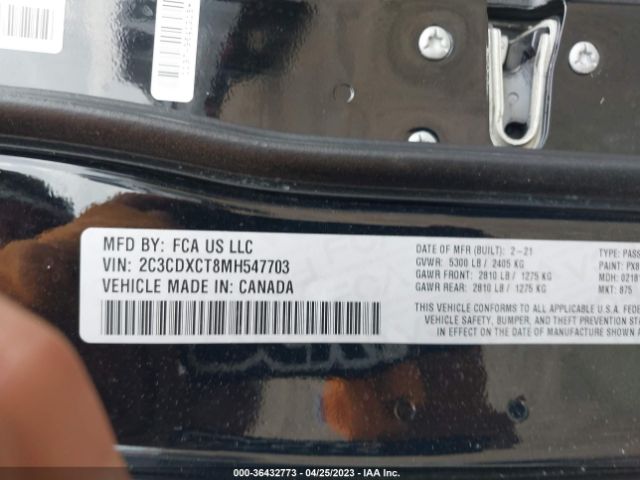 MFD BY: FCA US LLC
VIN: 2C3CDXCT8MH547703
VEHICLE MADE IN: CANADA
DATE OF MFR (BUILT): 2-21
GVWR: 5300 LB / 2405 KG
GAWR FRONT: 2810 LB / 1275 KG
GAWR REAR: 2810 LB / 1275 KG
TYPE: PASS
PAINT: PX8
MDH: 0218
MKT: 875
THIS VEHICLE CONFORMS TO ALL APPLICABLE U.S.A. FEDE
VEHICLE SAFETY, BUMPER, AND THEFT PREVENTION STAN
IN EFFECT ON THE DATE OF MANUFACTURE SHOWN
000-36432773 - 04/25/2023 - IAA Inc.